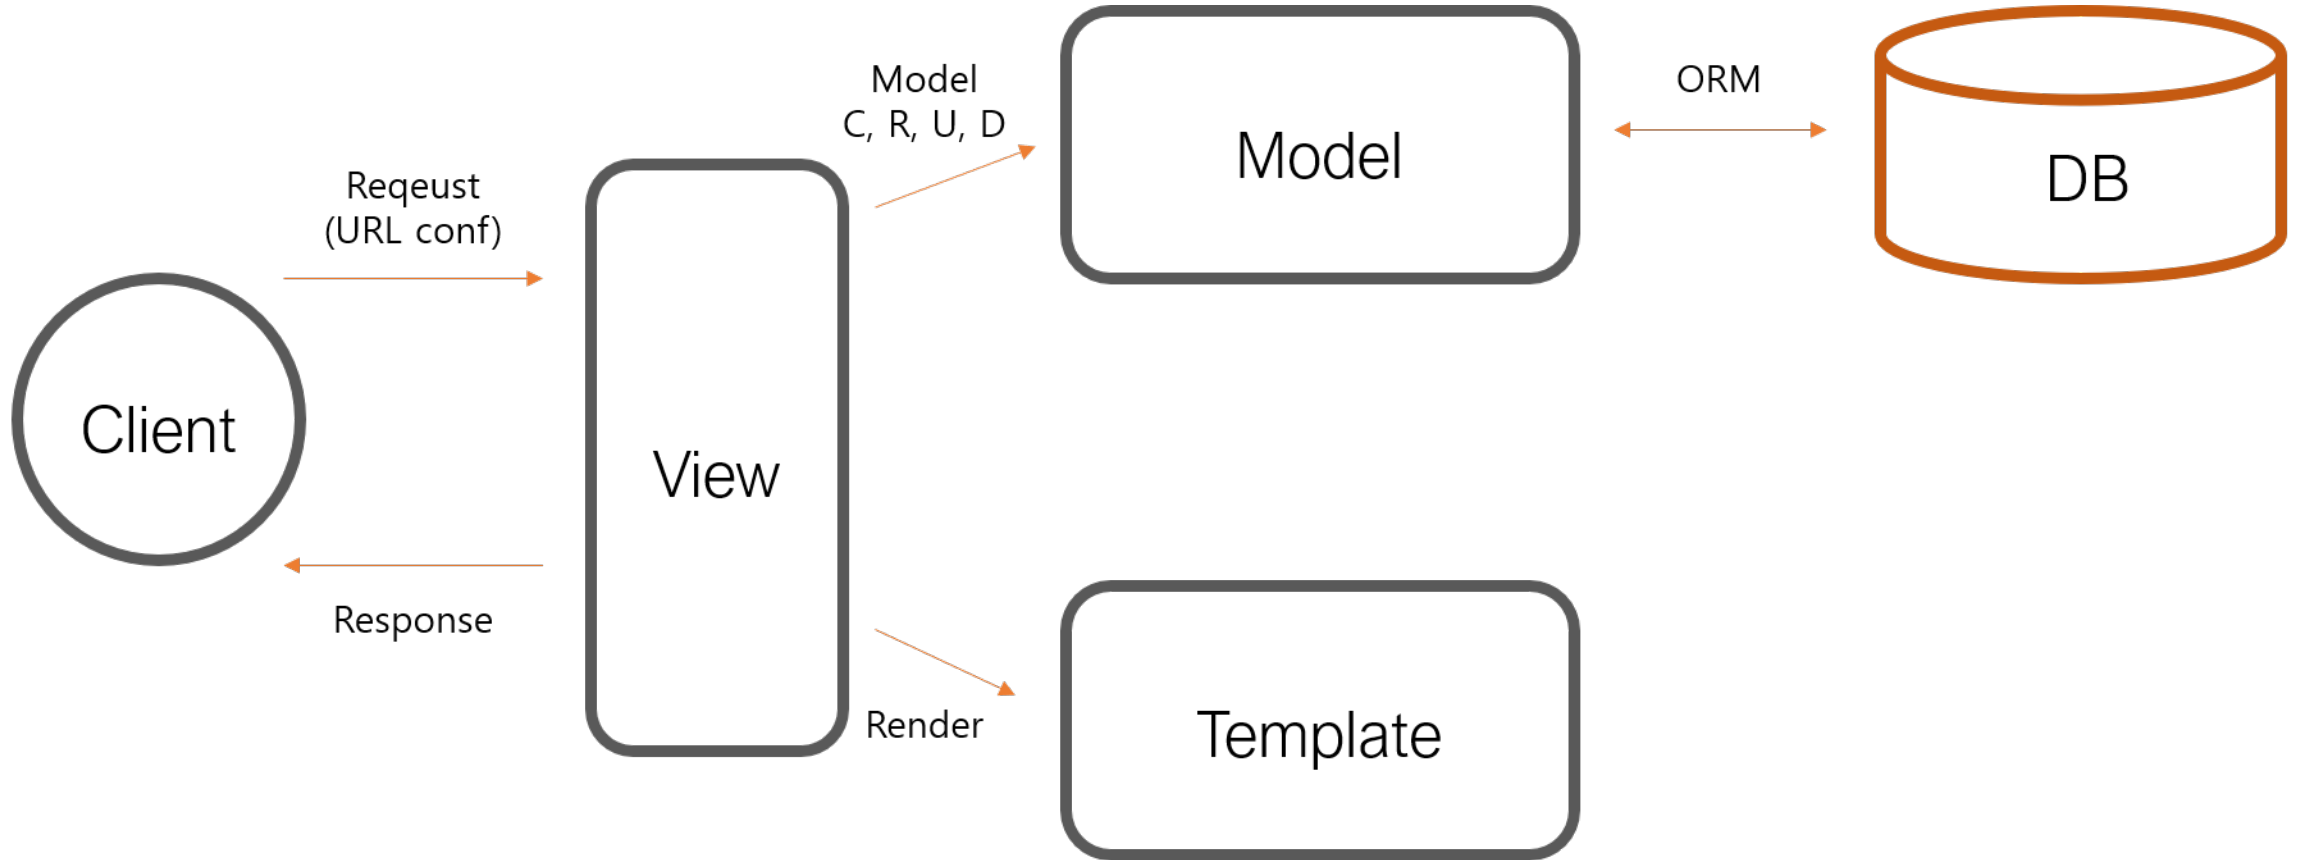 Model
C, R, U, D
Model
ORM
DB
Reqeust
(URL conf)
Client
View
Response
Render
Template